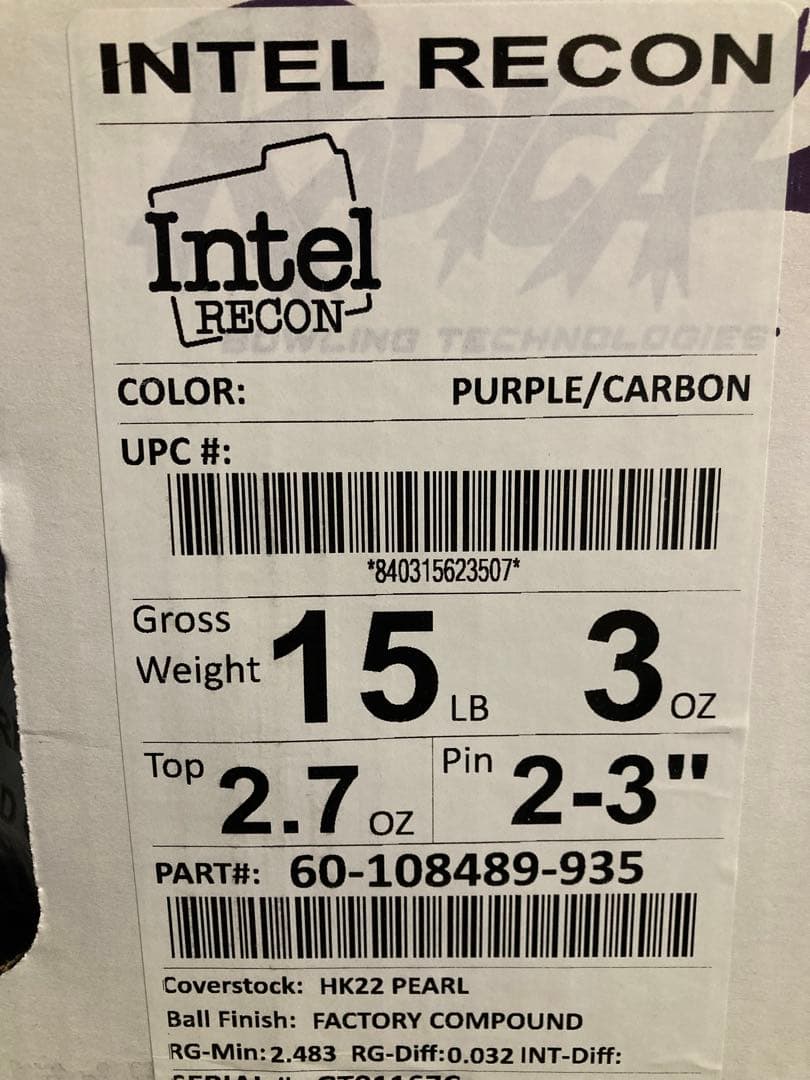 INTEL RECON
RADICAL
Intel
RECON
BOWLING TECHNOLOGIES
COLOR: PURPLE/CARBON
UPC #:
*840315623507*
Gross
Weight 15 LB 3 OZ
Top 2.7 OZ Pin 2-3"
PART#: 60-108489-935
Coverstock: HK22 PEARL
Ball Finish: FACTORY COMPOUND
RG-Min: 2.483 RG-Diff: 0.032 INT-Diff: